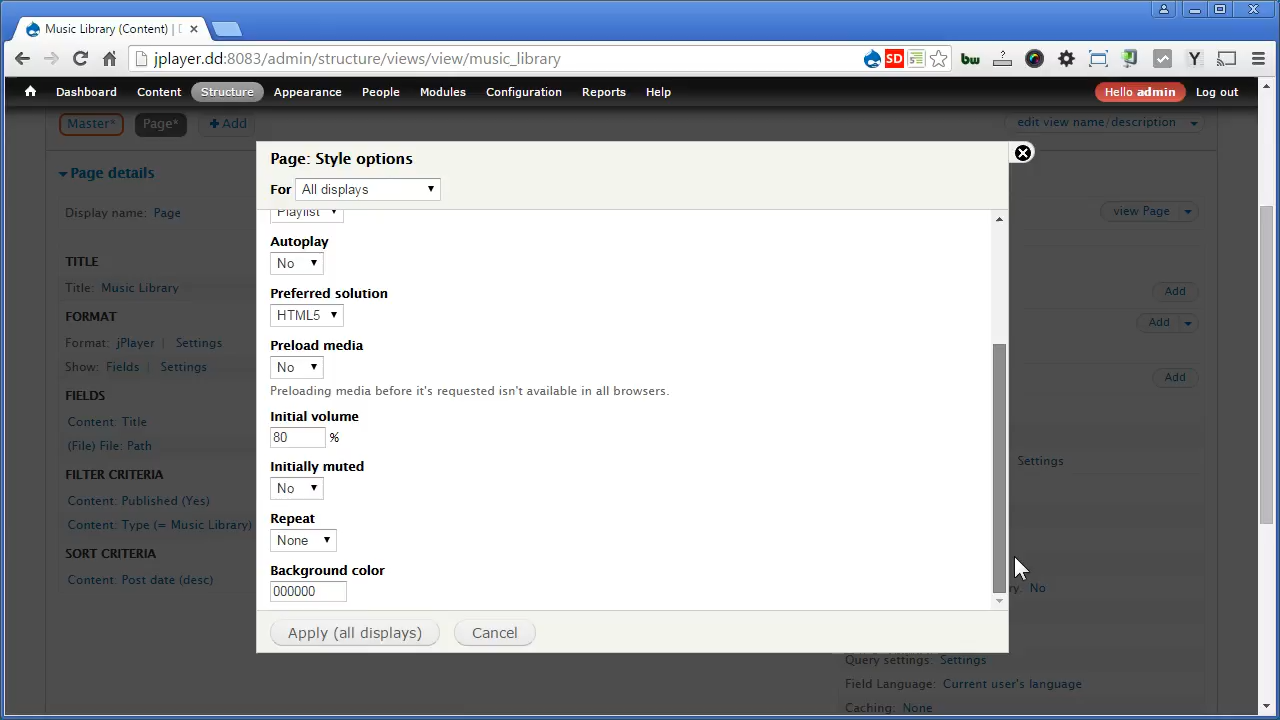 Music Library (Content) |
jplayer.dd:8083/admin/structure/views/view/music_library
SD
bw
Y
Dashboard Content Structure Appearance People Modules Configuration Reports Help Hello admin Log out
Master* Page* + Add edit view name/description
Page: Style options
Page details
For All displays
Display name: Page
Playlist
view Page
Autoplay
TITLE
No
Title: Music Library
Add
Preferred solution
FORMAT
HTML5
Add
Format: jPlayer | Settings
Preload media
Show: Fields | Settings
No
Add
Preloading media before it's requested isn't available in all browsers.
FIELDS
Initial volume
Content: Title
80 %
(File) File: Path
Initially muted
Settings
FILTER CRITERIA
No
Content: Published (Yes)
Repeat
Content: Type (= Music Library)
None
SORT CRITERIA
Background color
Content: Post date (desc)
000000
No
Apply (all displays) Cancel
Query settings: Settings
Field Language: Current user's language
Caching: None